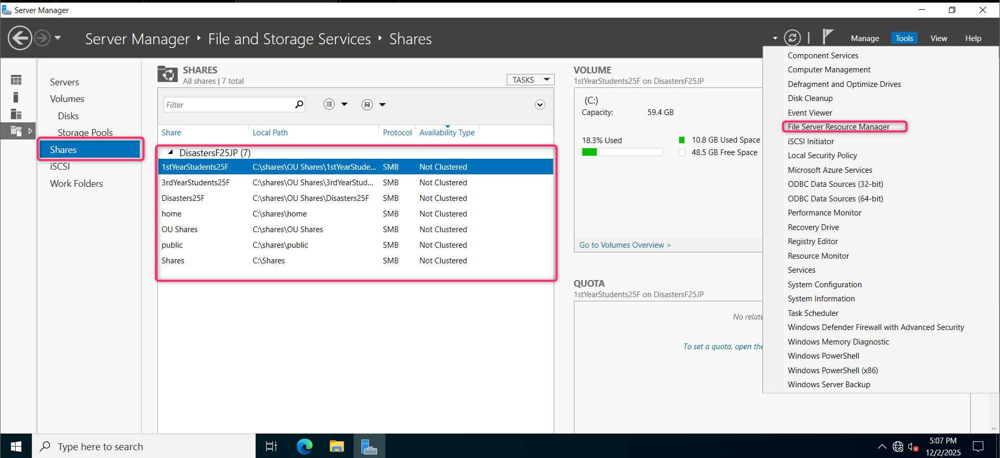 Server Manager
Server Manager ‣ File and Storage Services ‣ Shares
Manage
Tools
View
Help
Servers
Volumes
Disks
Storage Pools
Shares
iSCSI
Work Folders
SHARES
All shares | 7 total
TASKS
Filter
Share Local Path Protocol Availability Type
DisastersF25JP (7)
1stYearStudents25F C:\shares\OU Shares\1stYearStude... SMB Not Clustered
3rdYearStudents25F C:\shares\OU Shares\3rdYearStud... SMB Not Clustered
Disasters25F C:\shares\OU Shares\Disasters25F SMB Not Clustered
home C:\shares\home SMB Not Clustered
OU Shares C:\shares\OU Shares SMB Not Clustered
public C:\shares\public SMB Not Clustered
Shares C:\Shares SMB Not Clustered
VOLUME
1stYearStudents25F on DisastersF25JP
(C:)
Capacity: 59.4 GB
18.3% Used
10.8 GB Used Space
48.5 GB Free Space
Go to Volumes Overview >
QUOTA
1stYearStudents25F on DisastersF25JP
No relate
To set a quota, open the
Component Services
Computer Management
Defragment and Optimize Drives
Disk Cleanup
Event Viewer
File Server Resource Manager
iSCSI Initiator
Local Security Policy
Microsoft Azure Services
ODBC Data Sources (32-bit)
ODBC Data Sources (64-bit)
Performance Monitor
Recovery Drive
Registry Editor
Resource Monitor
Services
System Configuration
System Information
Task Scheduler
Windows Defender Firewall with Advanced Security
Windows Memory Diagnostic
Windows PowerShell
Windows PowerShell (x86)
Windows Server Backup
Type here to search
5:07 PM
12/2/2025